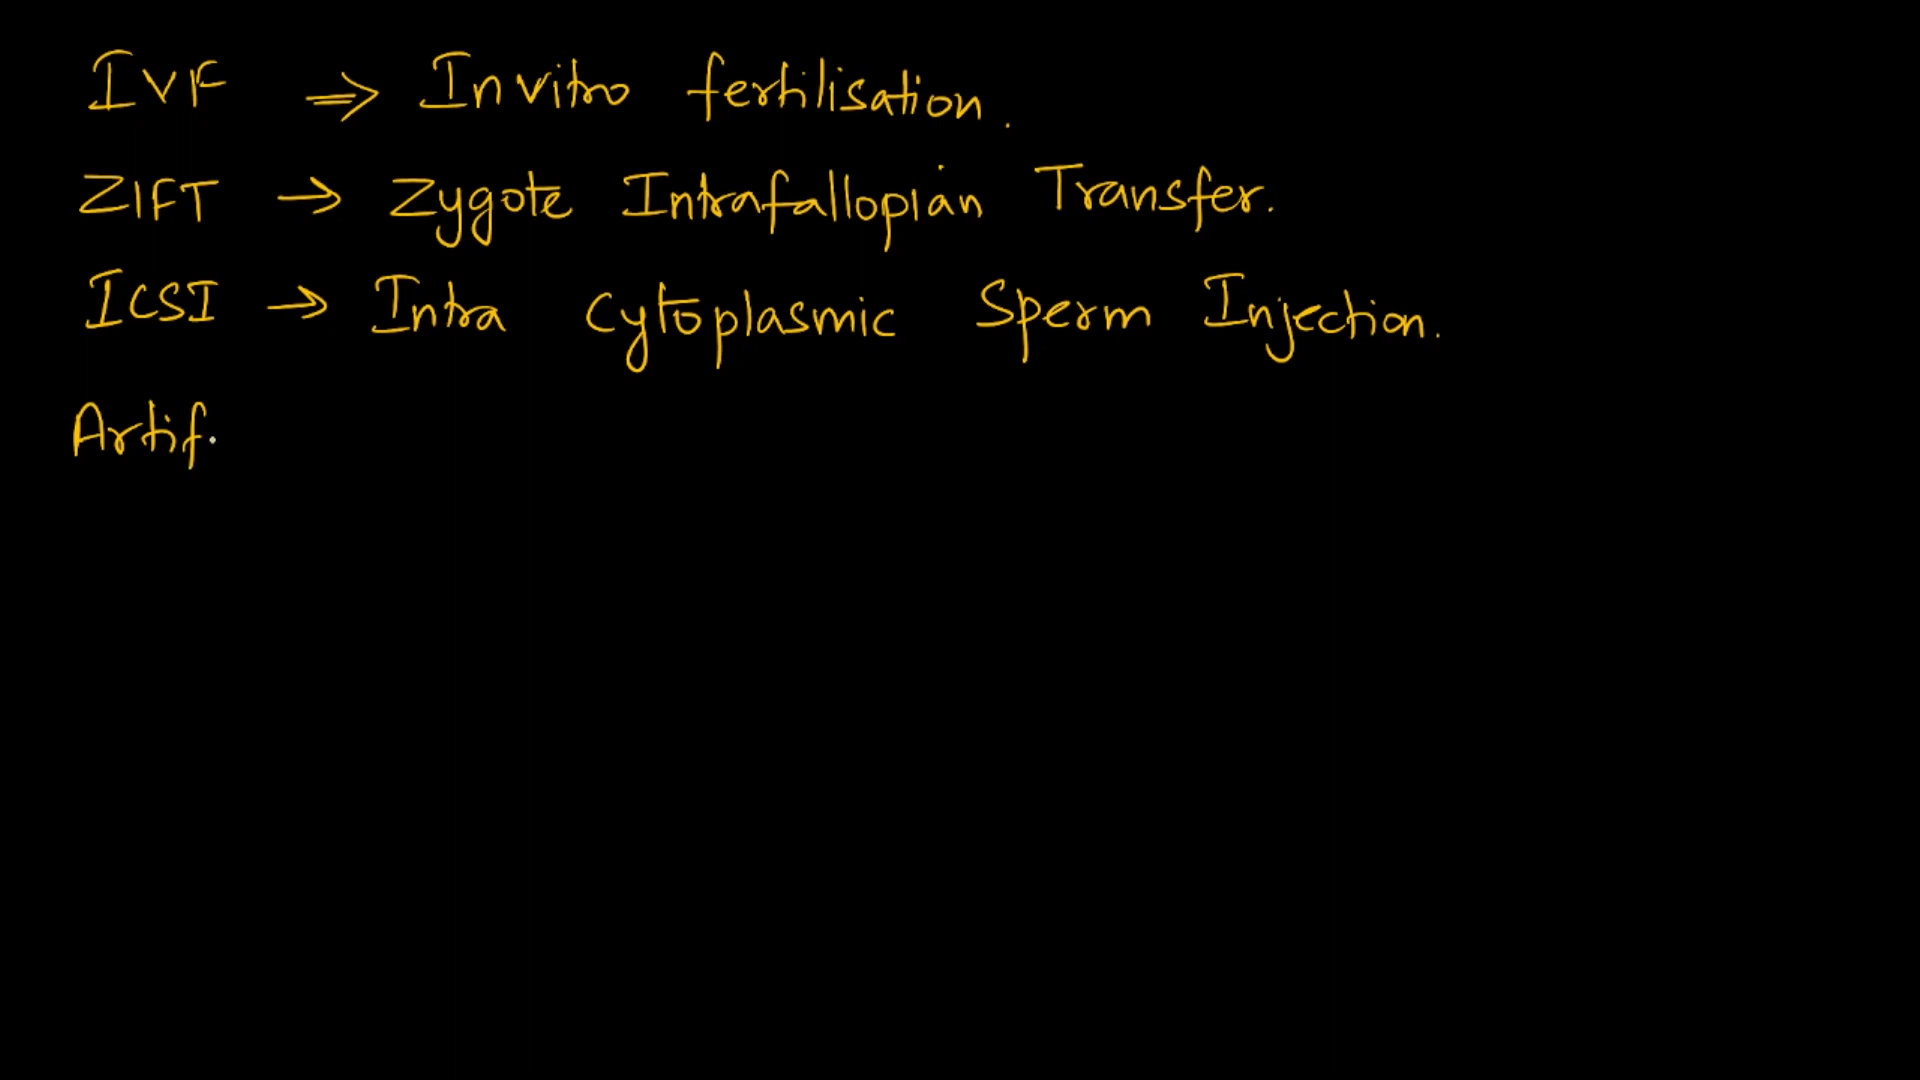 IVF ⇒ Invitro fertilisation.
ZIFT → Zygote Intrafallopian Transfer.
ICSI → Intra Cytoplasmic Sperm Injection.
Artif